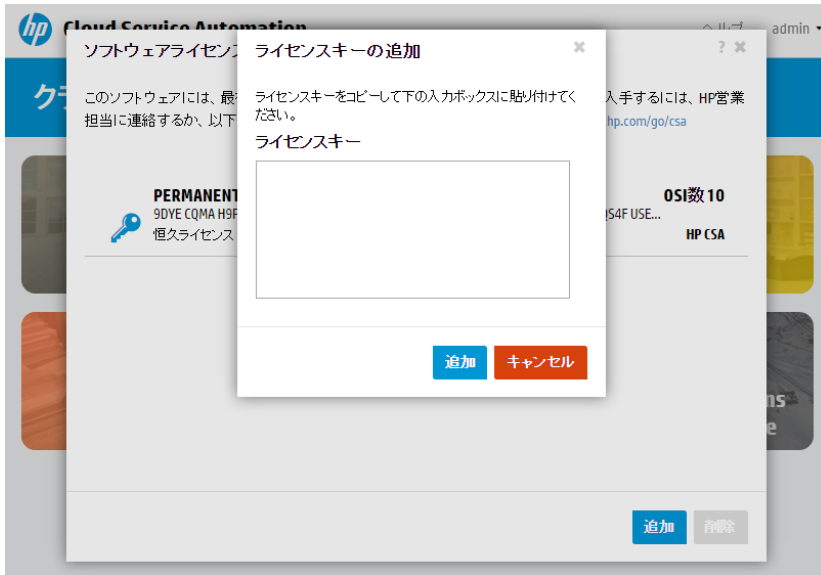 hp Cloud Service Automation ヘルプ admin
ソフトウェアライセンス ? ×
このソフトウェアには、最 入手するには、HP営業
担当に連絡するか、以下 hp.com/go/csa
PERMANENT OSI数 10
9DYE CQMA H9P QS4F USE...
恒久ライセンス HP CSA
追加 削除
ライセンスキーの追加 ×
ライセンスキーをコピーして下の入力ボックスに貼り付けてく
ださい。
ライセンスキー
追加 キャンセル